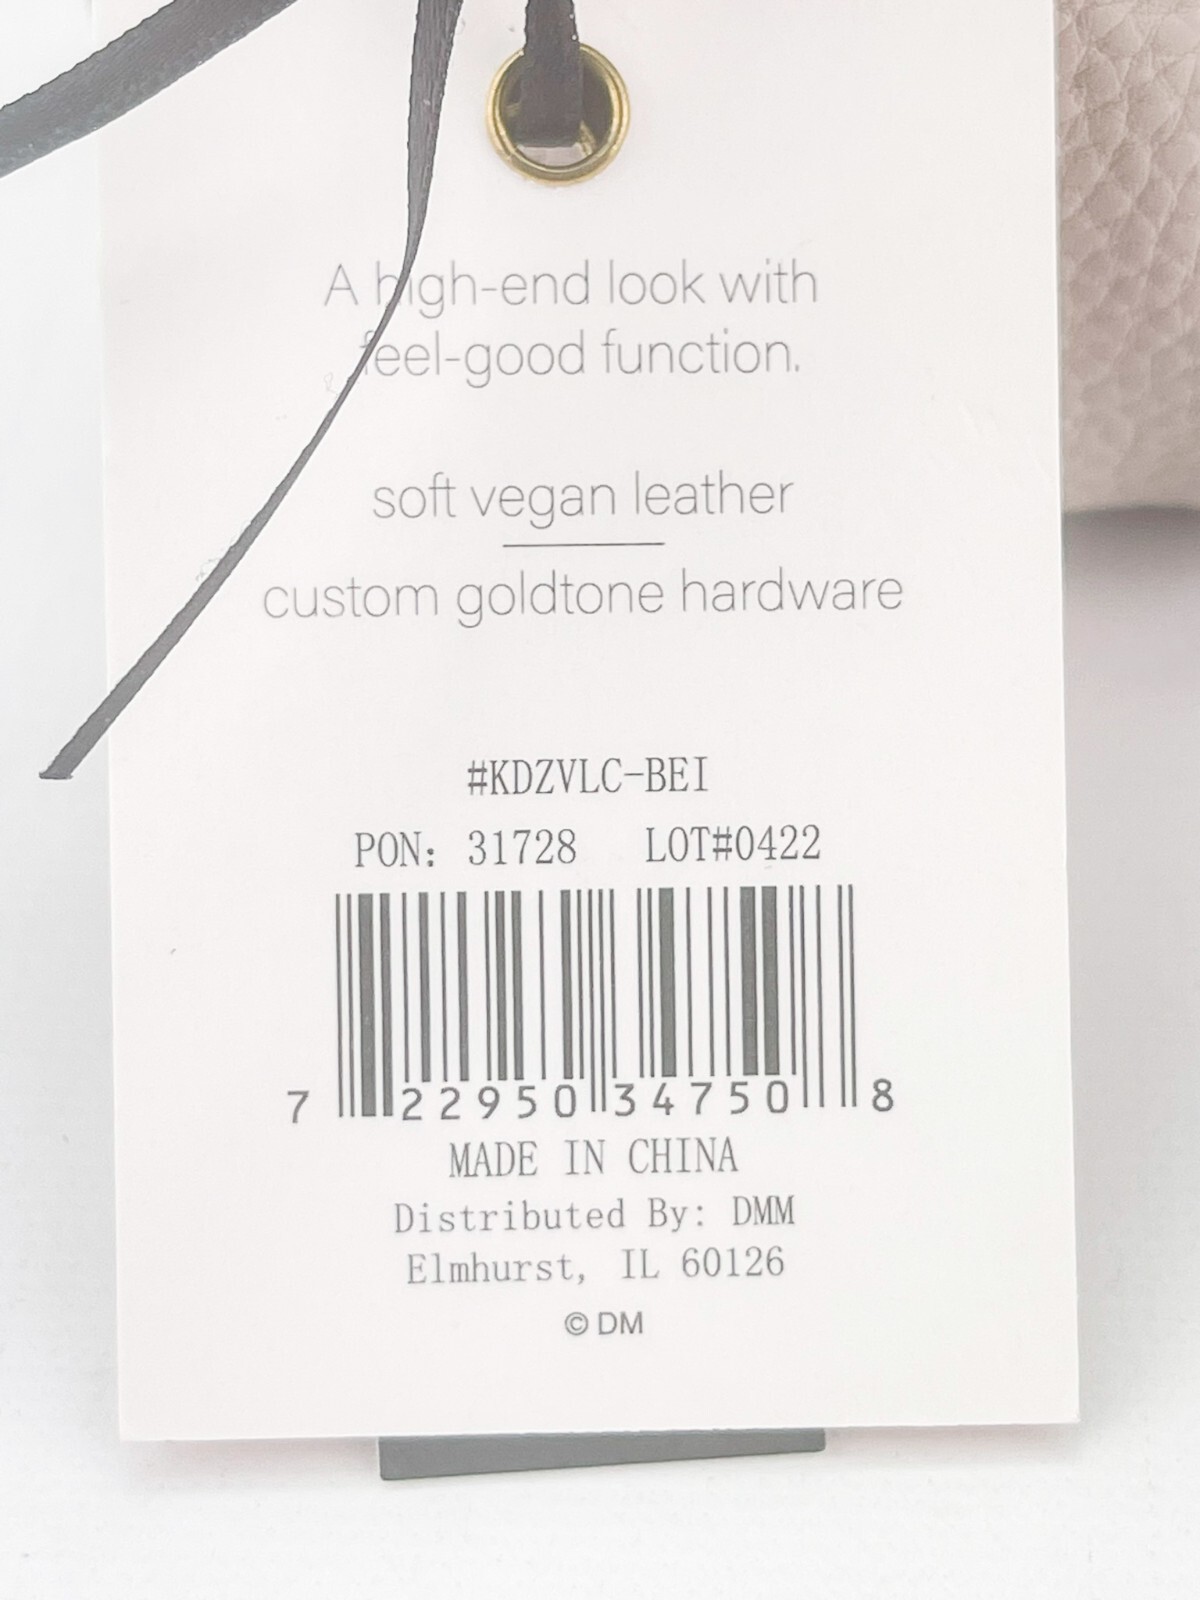 A high-end look with
feel-good function.
soft vegan leather
custom goldtone hardware
#KDZVLC-BEI
PON: 31728 LOT#0422
7 22950 34750 8
MADE IN CHINA
Distributed By: DMM
Elmhurst, IL 60126
© DM